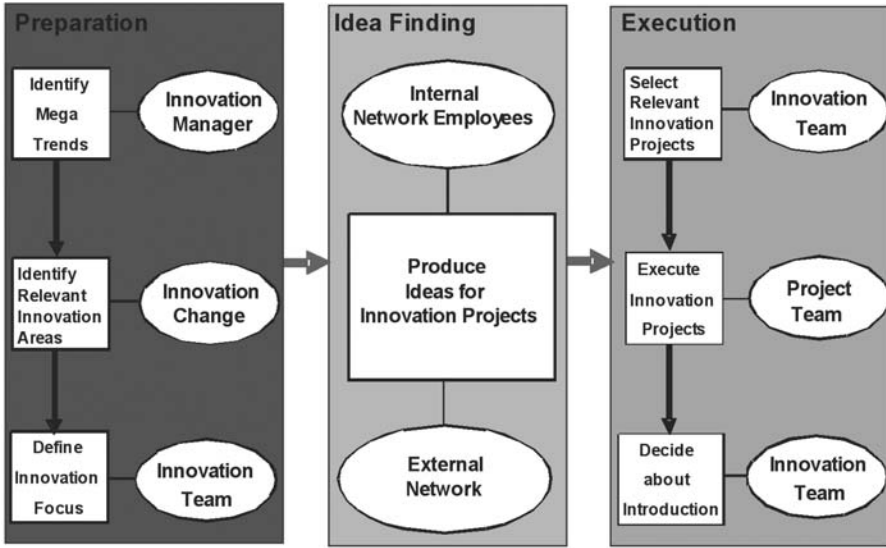 Preparation
Identify
Mega
Trends
Innovation
Manager
Identify
Relevant
Innovation
Areas
Innovation
Change
Define
Innovation
Focus
Innovation
Team
Idea Finding
Internal
Network Employees
Produce
Ideas for
Innovation Projects
External
Network
Execution
Select
Relevant
Innovation
Projects
Innovation
Team
Execute
Innovation
Projects
Project
Team
Decide
about
Introduction
Innovation
Team